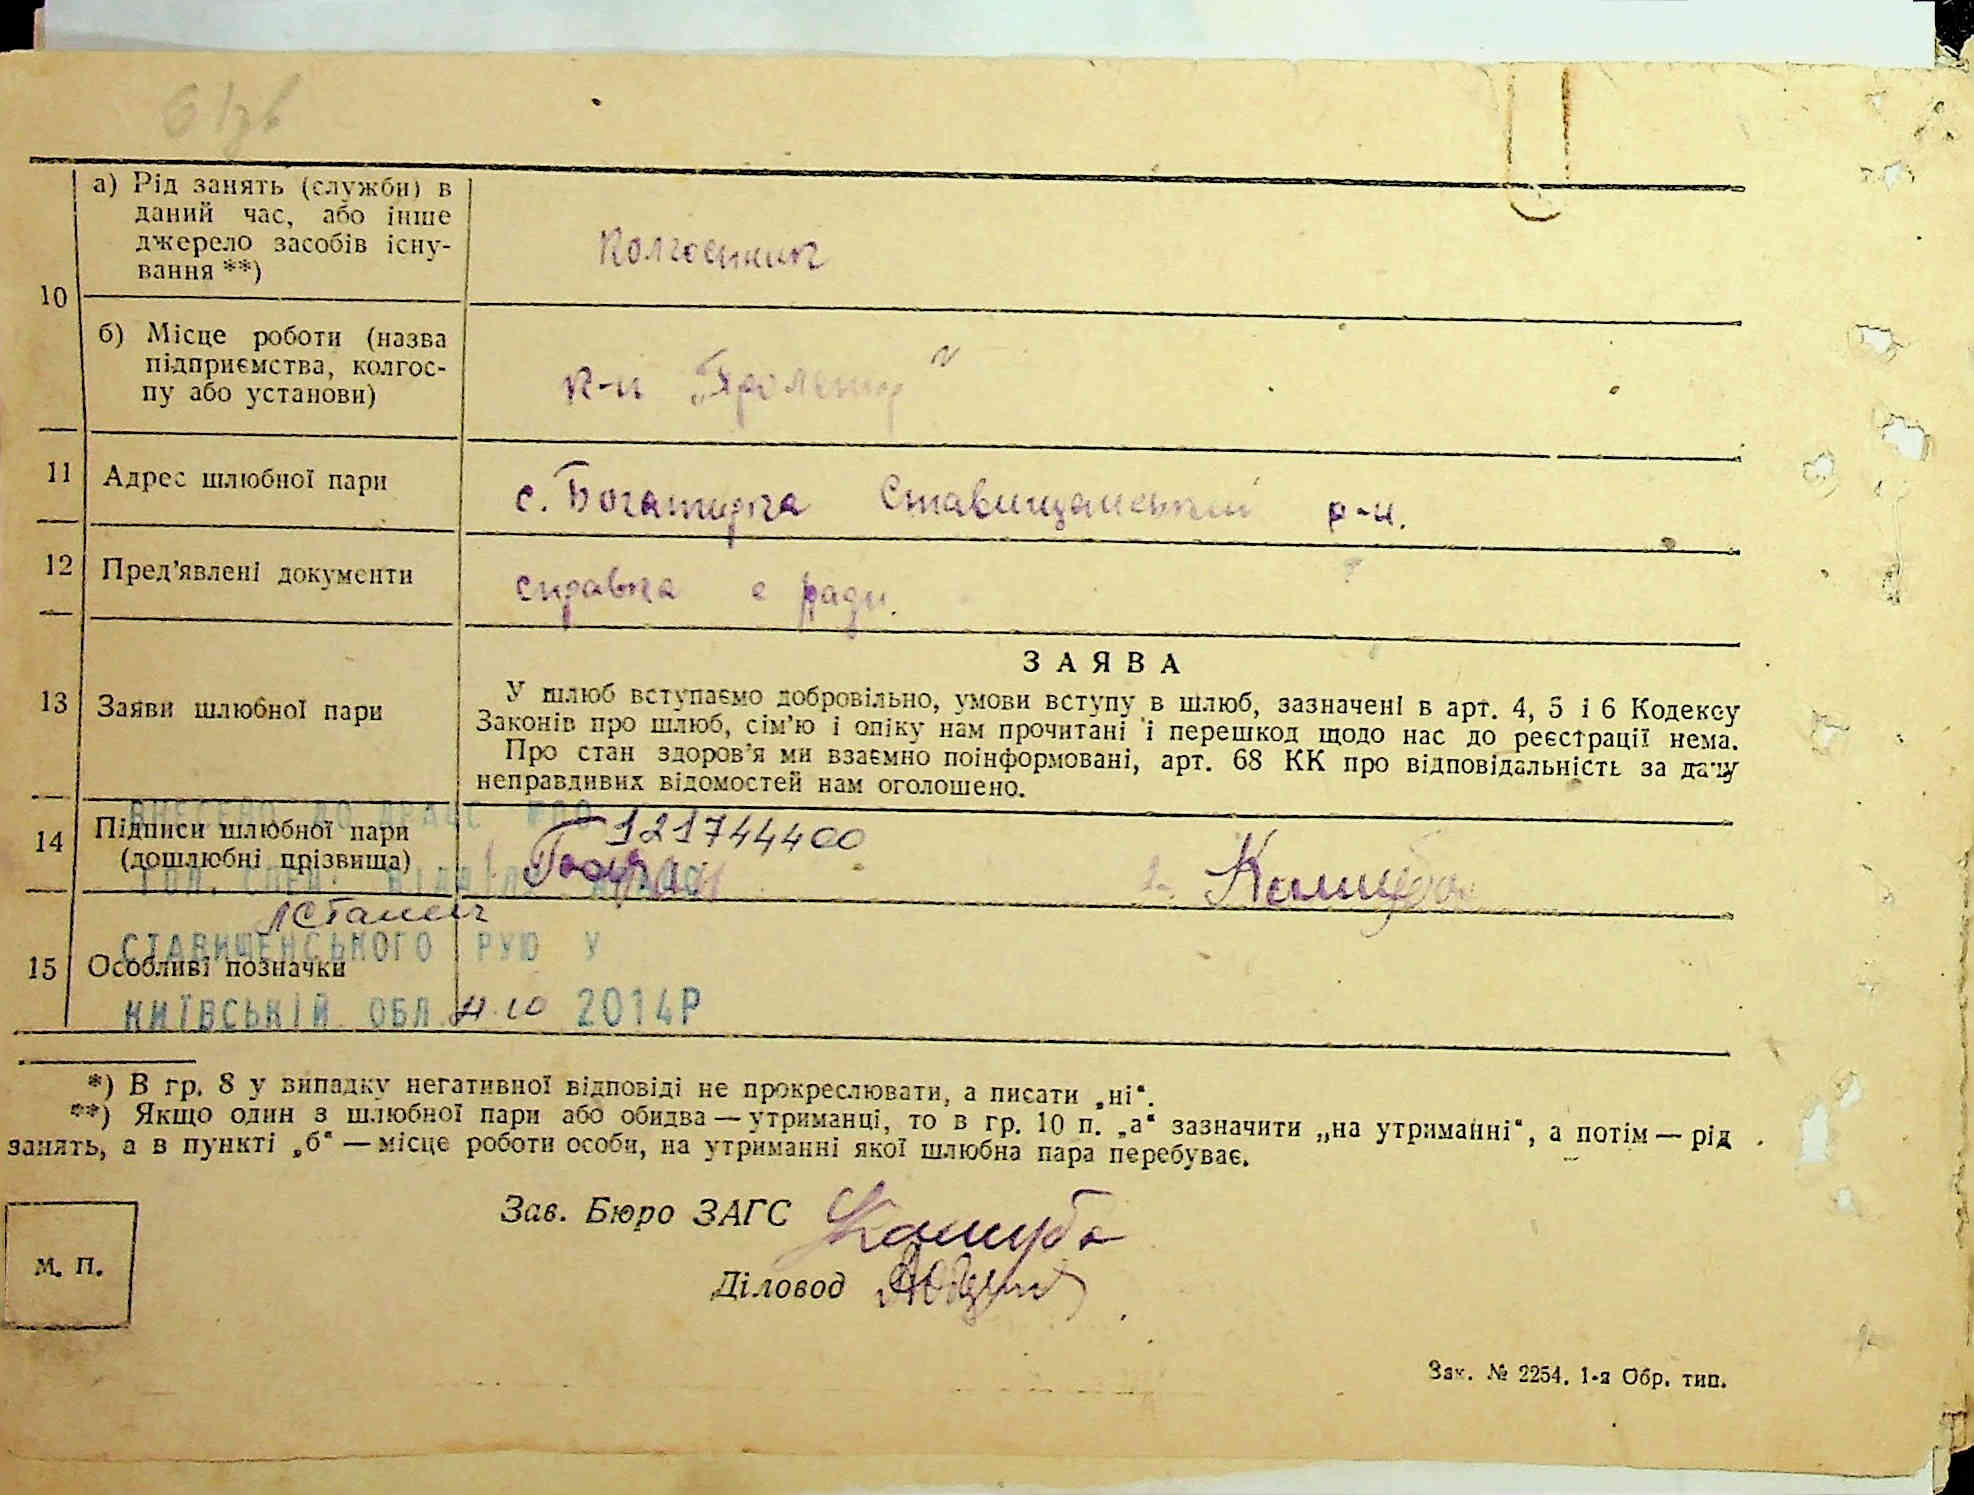 а) Рід занять (служби) в
даний час, або інше
джерело засобів існу-
вання **)
Колгоспник
10
б) Місце роботи (назва
підприємства, колгос-
пу або установи)
к-п
11 Адрес шлюбної пари
с. Богатирка Ставищанський р-н.
12 Пред'явлені документи
справка с ради.
ЗАЯВА
13 Заяви шлюбної пари
У шлюб вступаємо добровільно, умови вступу в шлюб, зазначені в арт. 4, 5 і 6 Кодексу
Законів про шлюб, сім'ю і опіку нам прочитані і перешкод щодо нас до реєстрації нема.
Про стан здоров'я ми взаємно поінформовані, арт. 68 КК про відповідальність за дачу
неправдивих відомостей нам оголошено.
ВНЕСЕНО ДО ДРАЦС
14 Підписи шлюбної пари
(дошлюбні прізвища)
121744400
СТАВИЩЕНСЬКОГО РУЮ У
15 Особливі позначки
КИЇВСЬКІЙ ОБЛ. 2014Р
*) В гр. 8 у випадку негативної відповіді не прокреслювати, а писати „ні“.
**) Якщо один з шлюбної пари або обидва — утриманці, то в гр. 10 п. „а“ зазначити „на утриманні“, а потім — рід
занять, а в пункті „б“ — місце роботи особи, на утриманні якої шлюбна пара перебуває.
Зав. Бюро ЗАГС
Діловод
м. п.
Зак. № 2254. 1-а Обр. тип.